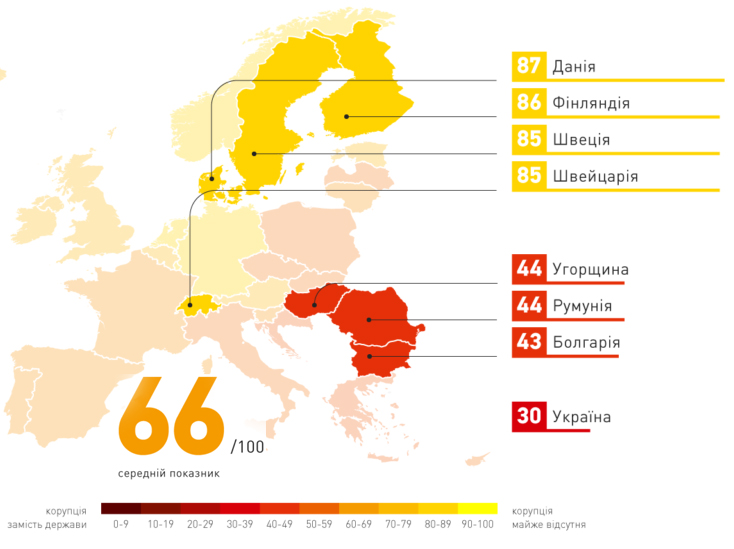 87 Данія
86 Фінляндія
85 Швеція
85 Швейцарія
44 Угорщина
44 Румунія
43 Болгарія
30 Україна
66 /100
середній показник
корупція
замість держави
0-9 10-19 20-29 30-39 40-49 50-59 60-69 70-79 80-89 90-100
корупція
майже відсутня